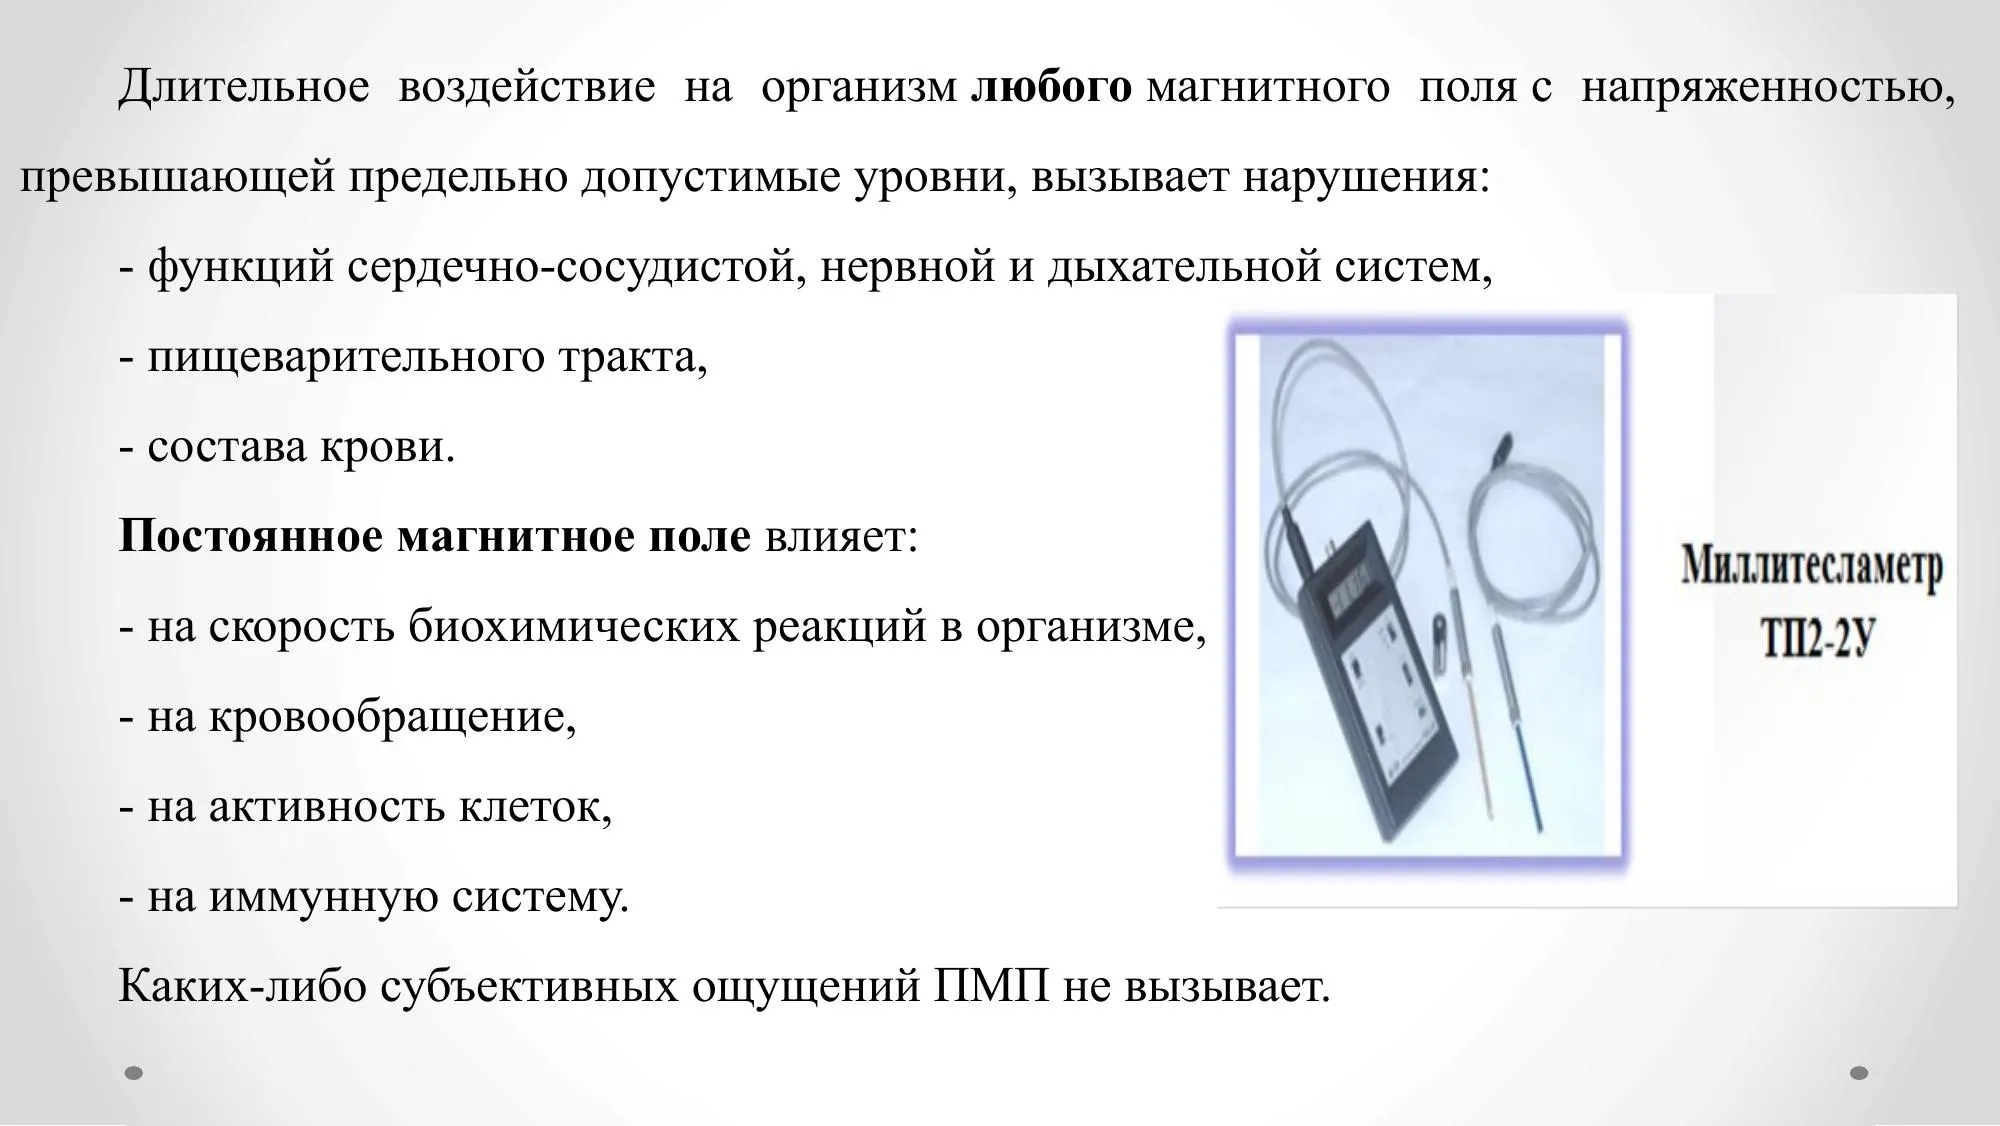 Длительное воздействие на организм любого магнитного поля с напряженностью,
превышающей предельно допустимые уровни, вызывает нарушения:
- функций сердечно-сосудистой, нервной и дыхательной систем,
- пищеварительного тракта,
- состава крови.
Постоянное магнитное поле влияет:
- на скорость биохимических реакций в организме,
- на кровообращение,
- на активность клеток,
- на иммунную систему.
Каких-либо субъективных ощущений ПМП не вызывает.
Миллитесламетр
ТП2-2У